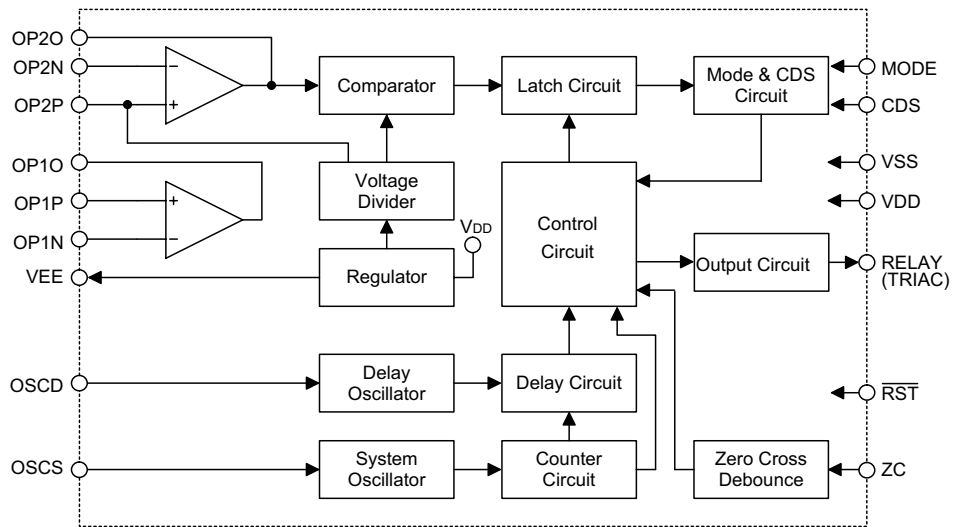 OP2O
OP2N
OP2P
OP1O
OP1P
OP1N
VEE
OSCD
OSCS
−
+
+
−
Comparator
Voltage
Divider
VDD
Regulator
Delay
Oscillator
System
Oscillator
Latch Circuit
Control
Circuit
Delay Circuit
Counter
Circuit
Mode & CDS
Circuit
Output Circuit
Zero Cross
Debounce
MODE
CDS
VSS
VDD
RELAY
(TRIAC)
RST
ZC